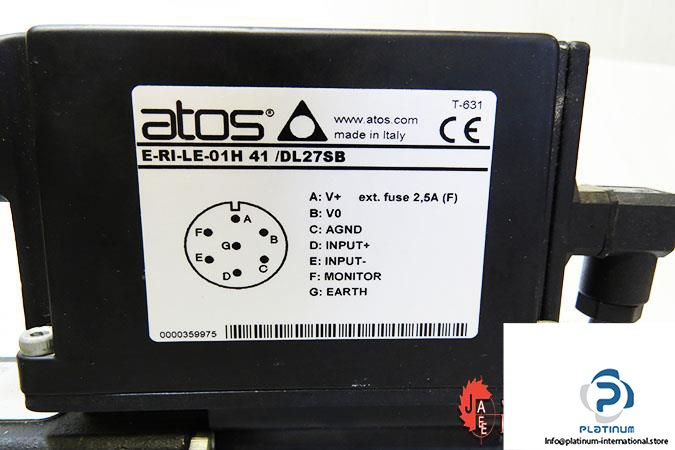 T-631
atos®
www.atos.com
made in Italy
CE
E-RI-LE-01H 41 /DL27SB
A: V+ ext. fuse 2,5A (F)
B: V0
C: AGND
D: INPUT+
E: INPUT-
F: MONITOR
G: EARTH
A
F
B
G
E
C
D
0000359975
JAEE
PLATINUM
Info@platinum-international.store